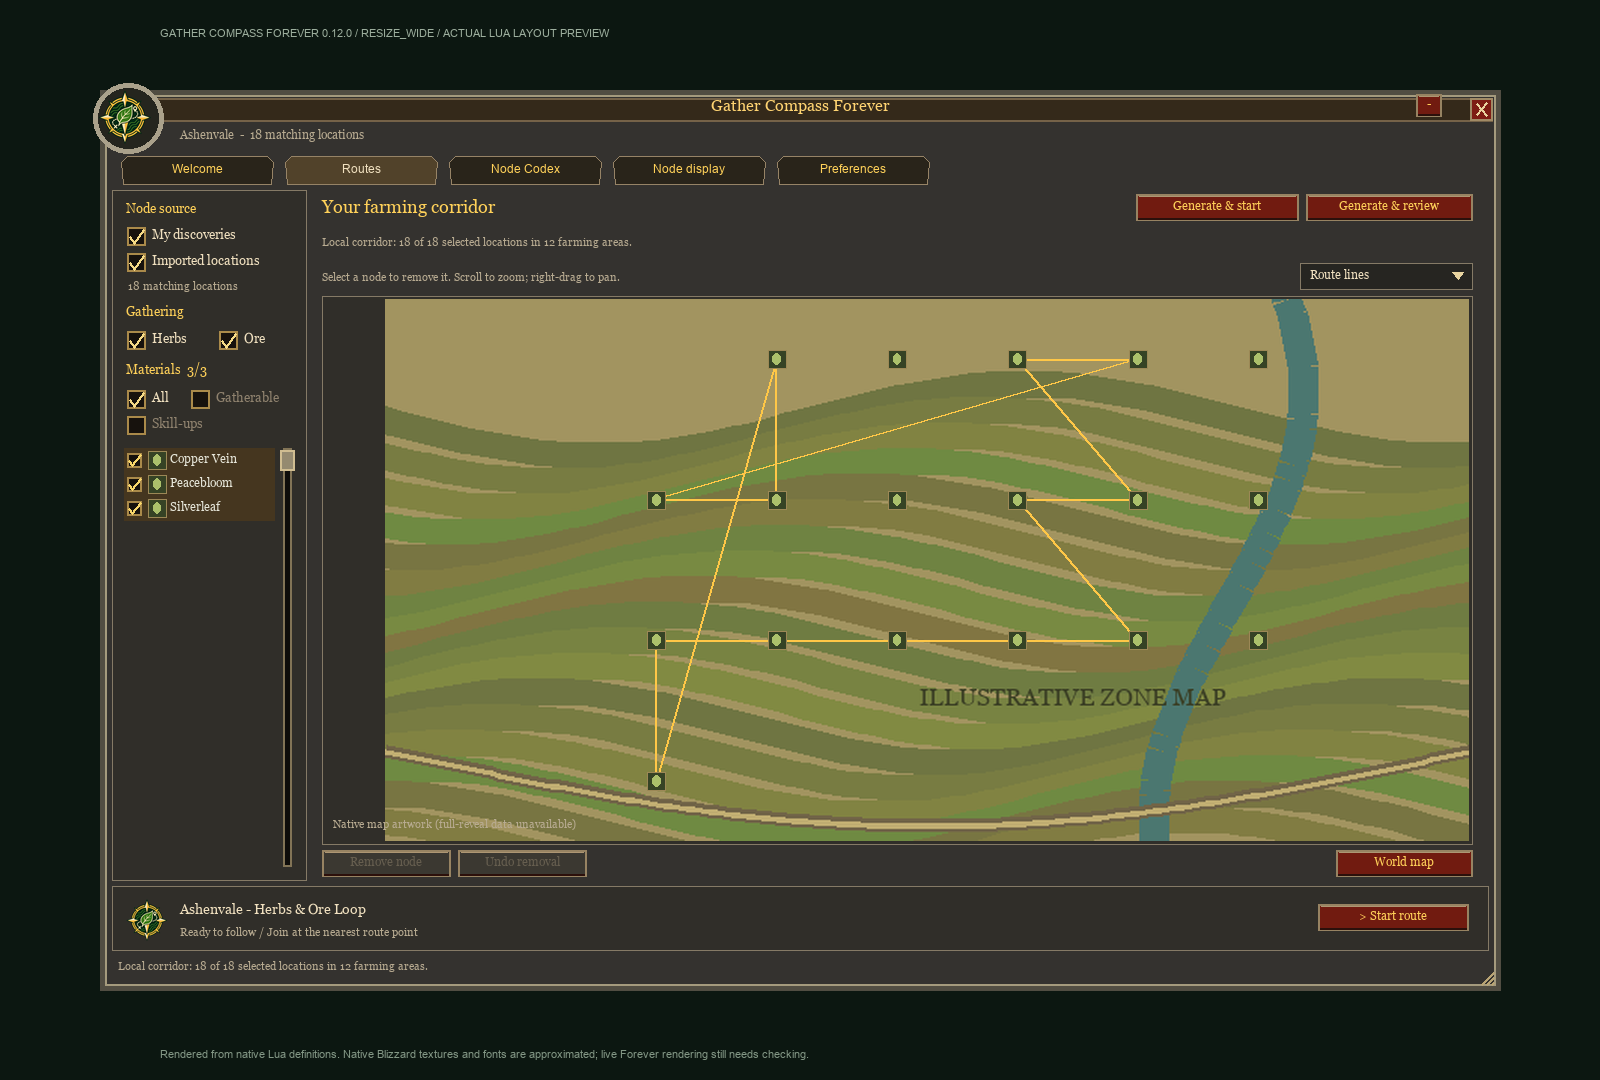 GATHER COMPASS FOREVER 0.12.0 / RESIZE_WIDE / ACTUAL LUA LAYOUT PREVIEW
Gather Compass Forever
-
X
Ashenvale - 18 matching locations
Welcome
Routes
Node Codex
Node display
Preferences
Node source
My discoveries
Imported locations
18 matching locations
Gathering
Herbs
Ore
Materials 3/3
All
Gatherable
Skill-ups
Copper Vein
Peacebloom
Silverleaf
Your farming corridor
Generate & start
Generate & review
Local corridor: 18 of 18 selected locations in 12 farming areas.
Select a node to remove it. Scroll to zoom; right-drag to pan.
Route lines
ILLUSTRATIVE ZONE MAP
Native map artwork (full-reveal data unavailable)
Remove node
Undo removal
World map
Ashenvale - Herbs & Ore Loop
Ready to follow / Join at the nearest route point
> Start route
Local corridor: 18 of 18 selected locations in 12 farming areas.
Rendered from native Lua definitions. Native Blizzard textures and fonts are approximated; live Forever rendering still needs checking.